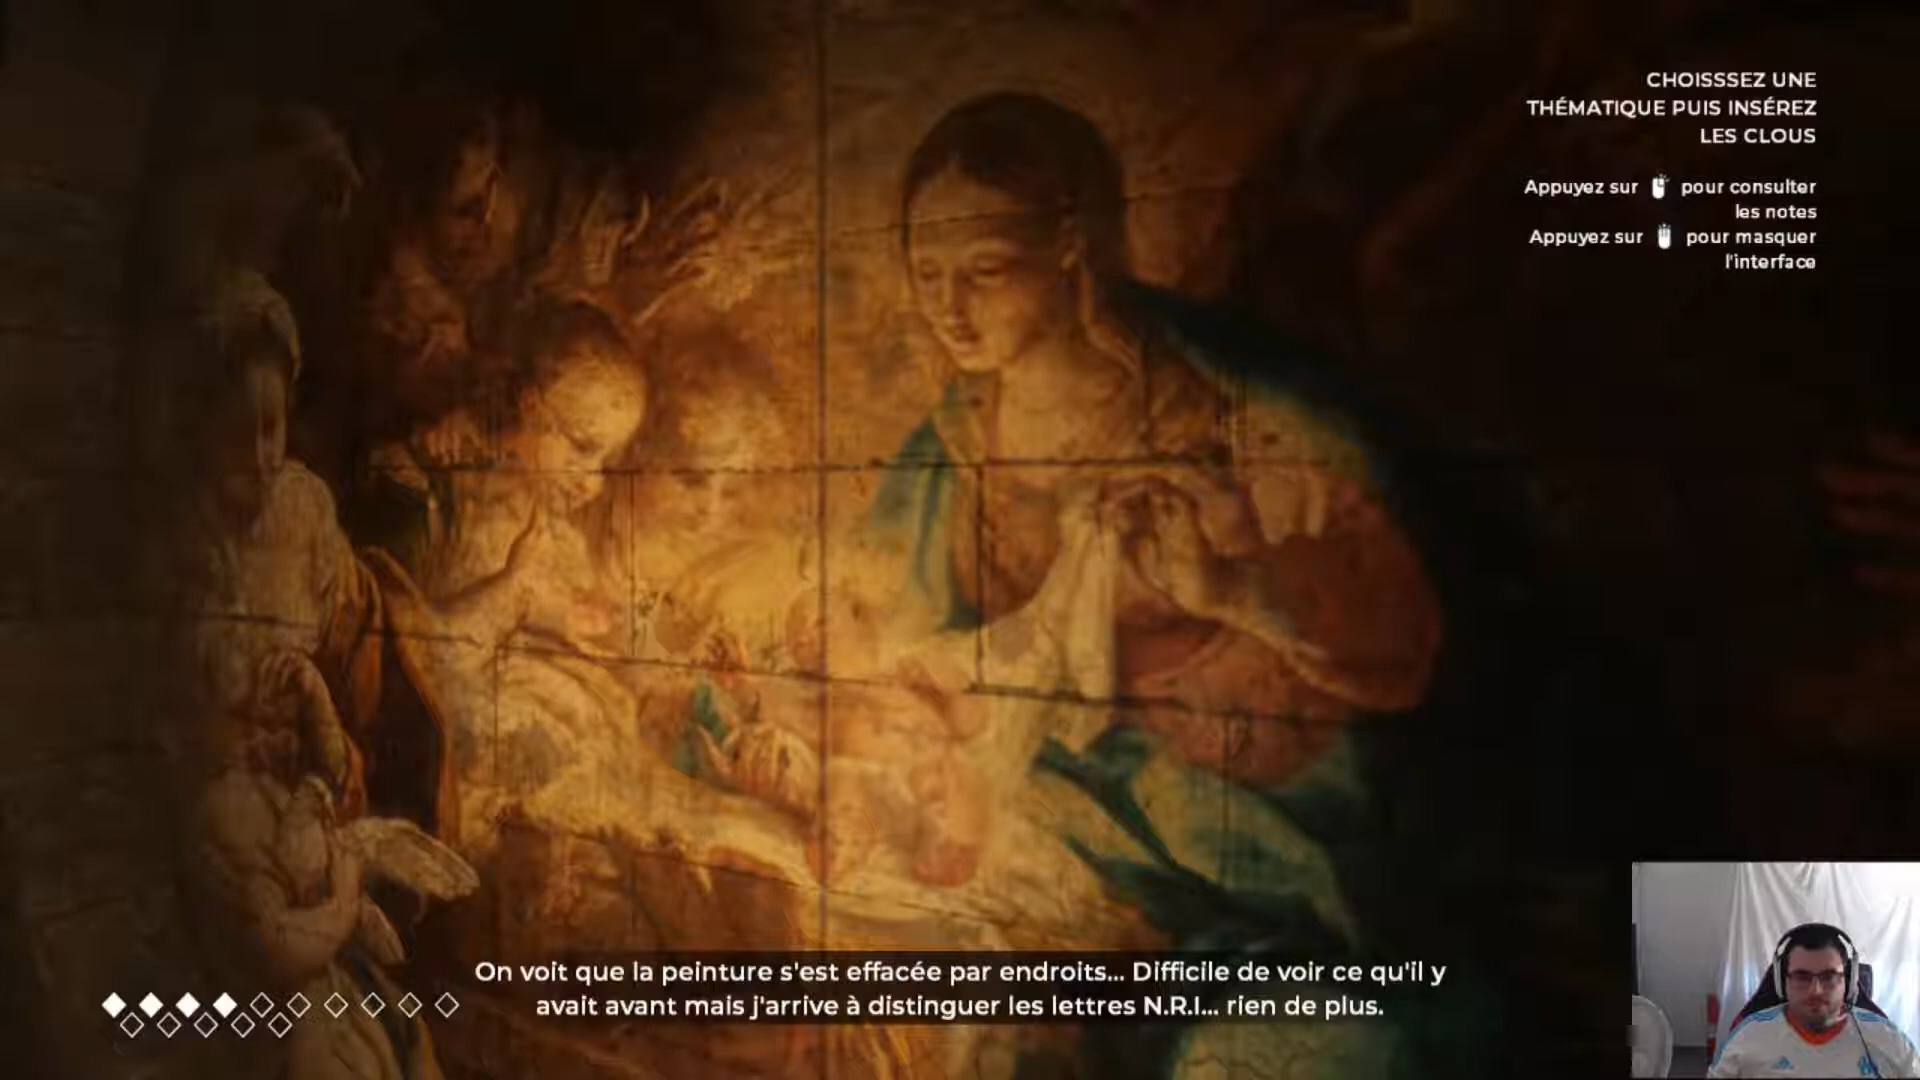 CHOISSSEZ UNE
THÉMATIQUE PUIS INSÉREZ
LES CLOUS
Appuyez sur pour consulter
les notes
Appuyez sur pour masquer
l'interface
On voit que la peinture s'est effacée par endroits... Difficile de voir ce qu'il y
avait avant mais j'arrive à distinguer les lettres N.R.I... rien de plus.